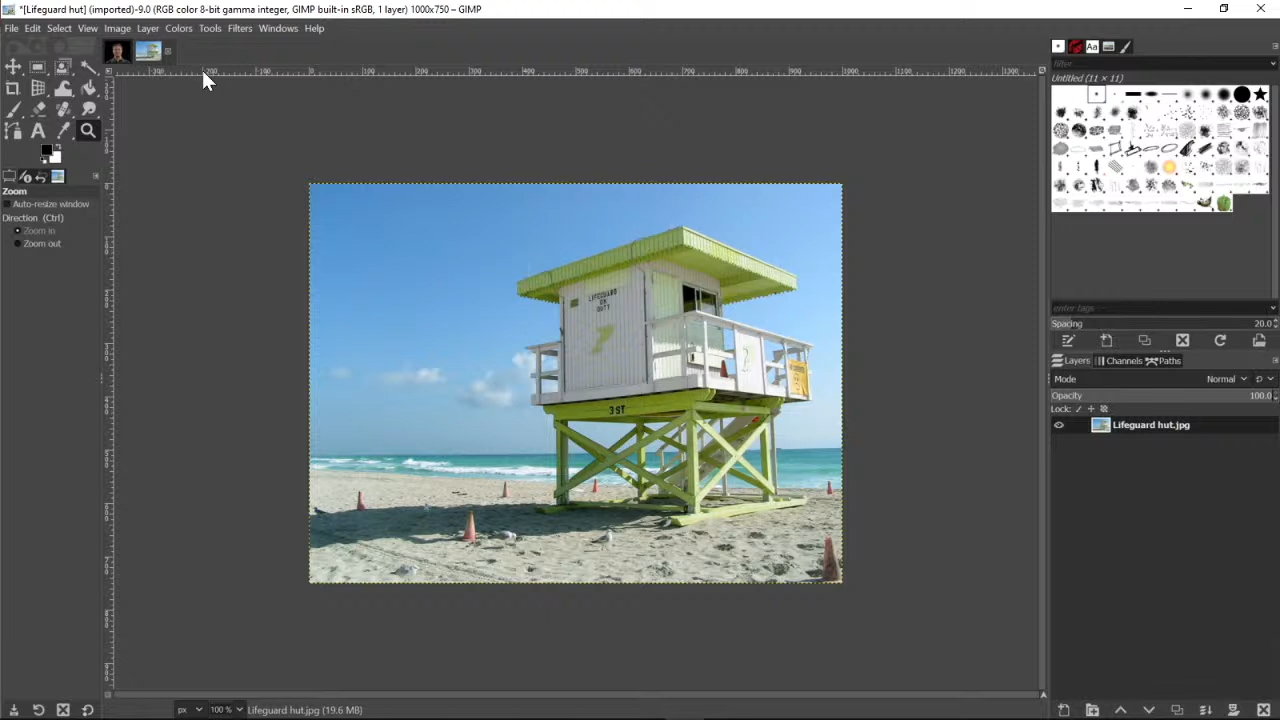 *[Lifeguard hut] (imported)-9.0 (RGB color 8-bit gamma integer, GIMP built-in sRGB, 1 layer) 1000x750 – GIMP
File Edit Select View Image Layer Colors Tools Filters Windows Help
filter
Untitled (11 × 11)
Zoom
Auto-resize window
Direction (Ctrl)
Zoom in
Zoom out
LIFEGUARD
ON
DUTY
3 ST
enter tags
Spacing 20.0
Layers Channels Paths
Mode Normal
Opacity 100.0
Lock:
Lifeguard hut.jpg
px 100 % Lifeguard hut.jpg (19.6 MB)